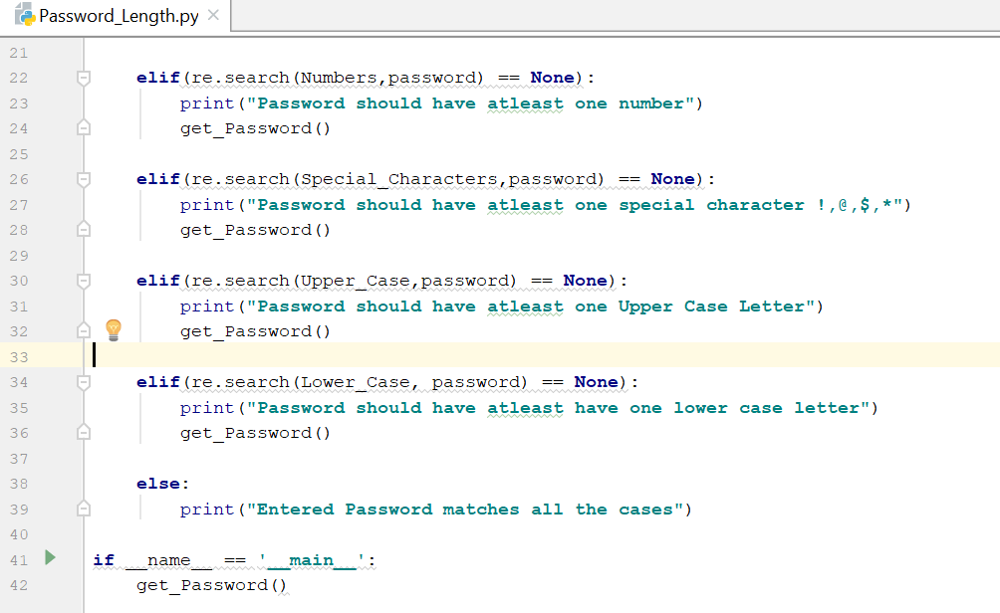 Password_Length.py
21
22 elif(re.search(Numbers,password) == None):
23 print("Password should have atleast one number")
24 get_Password()
25
26 elif(re.search(Special_Characters,password) == None):
27 print("Password should have atleast one special character !,@,$,*")
28 get_Password()
29
30 elif(re.search(Upper_Case,password) == None):
31 print("Password should have atleast one Upper Case Letter")
32 get_Password()
33
34 elif(re.search(Lower_Case, password) == None):
35 print("Password should have atleast have one lower case letter")
36 get_Password()
37
38 else:
39 print("Entered Password matches all the cases")
40
41 if __name__ == '__main__':
42 get_Password()